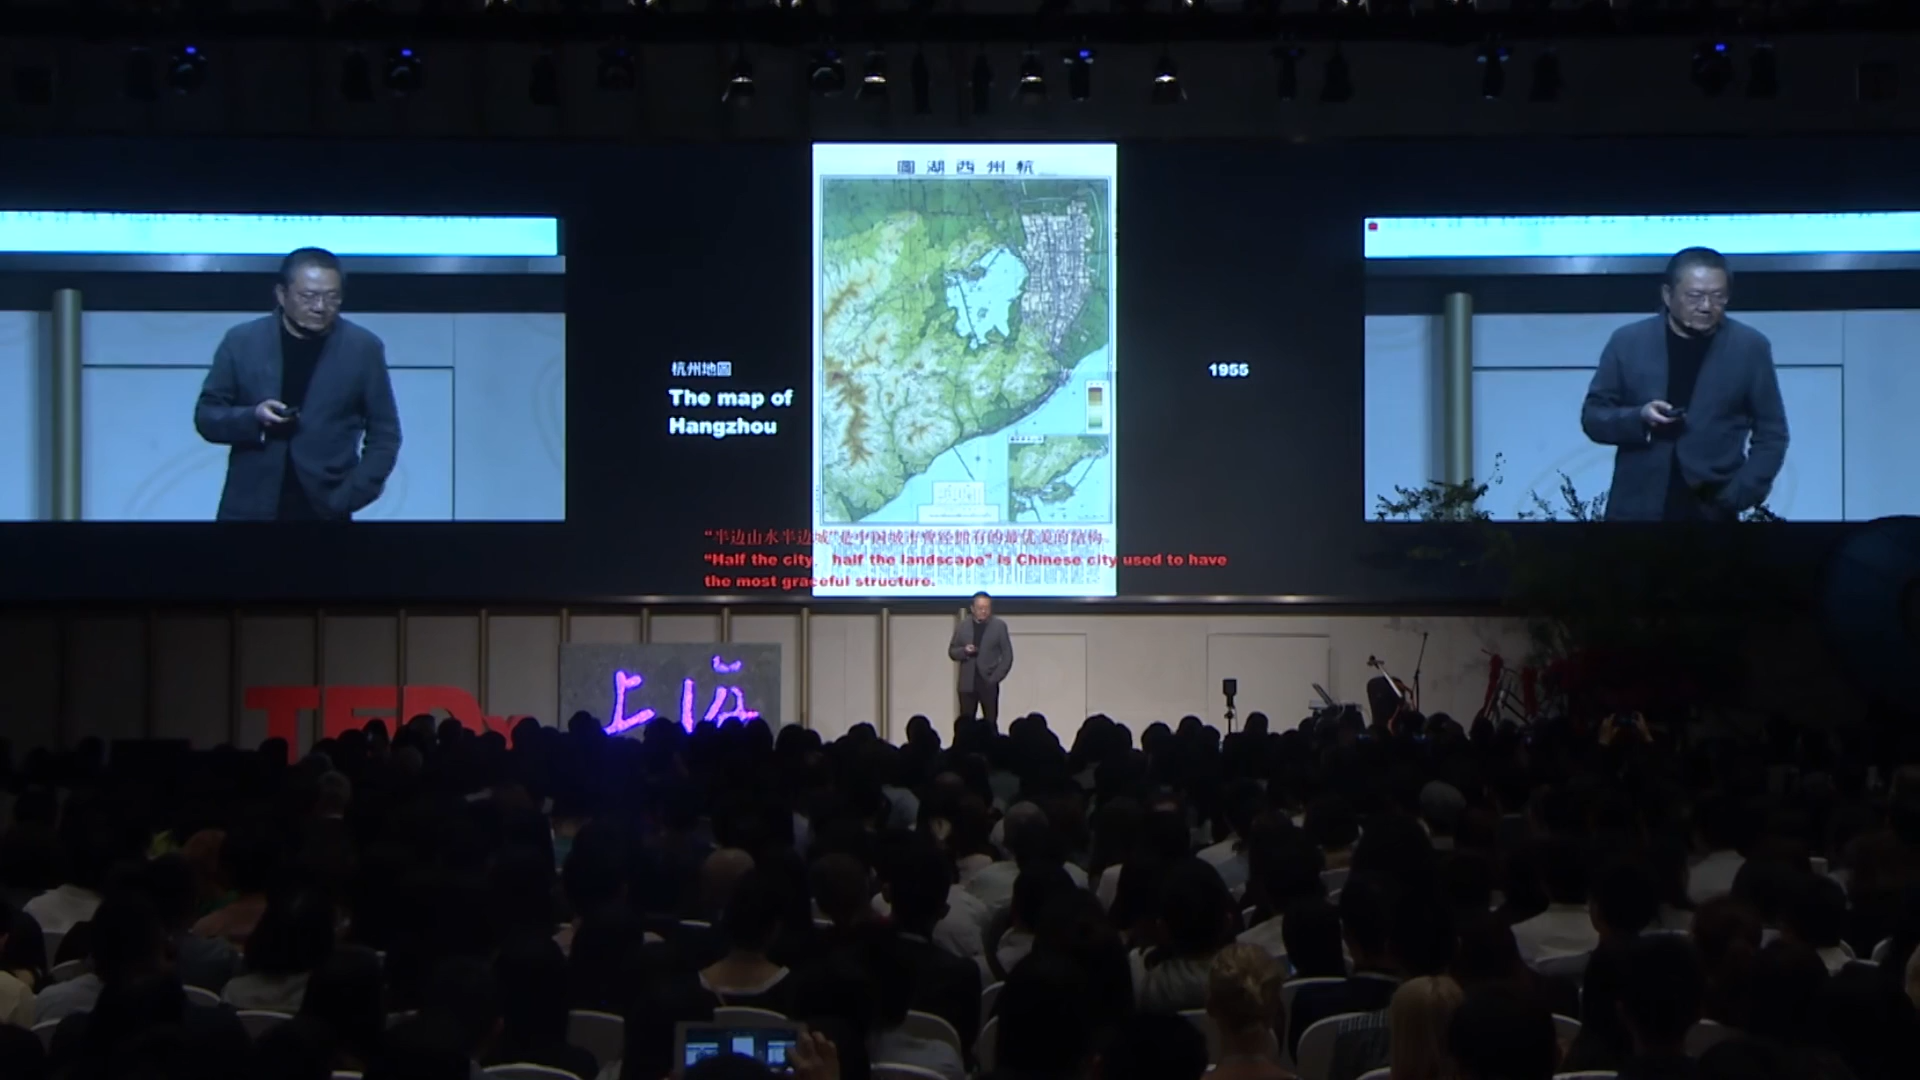 圖湖西州杭
杭州地圖
The map of
Hangzhou
1955
“半边山水半边城”是中国城市曾经拥有的最优美的结构。
“Half the city, half the landscape” is Chinese city used to have
the most graceful structure.
TEDx
上海